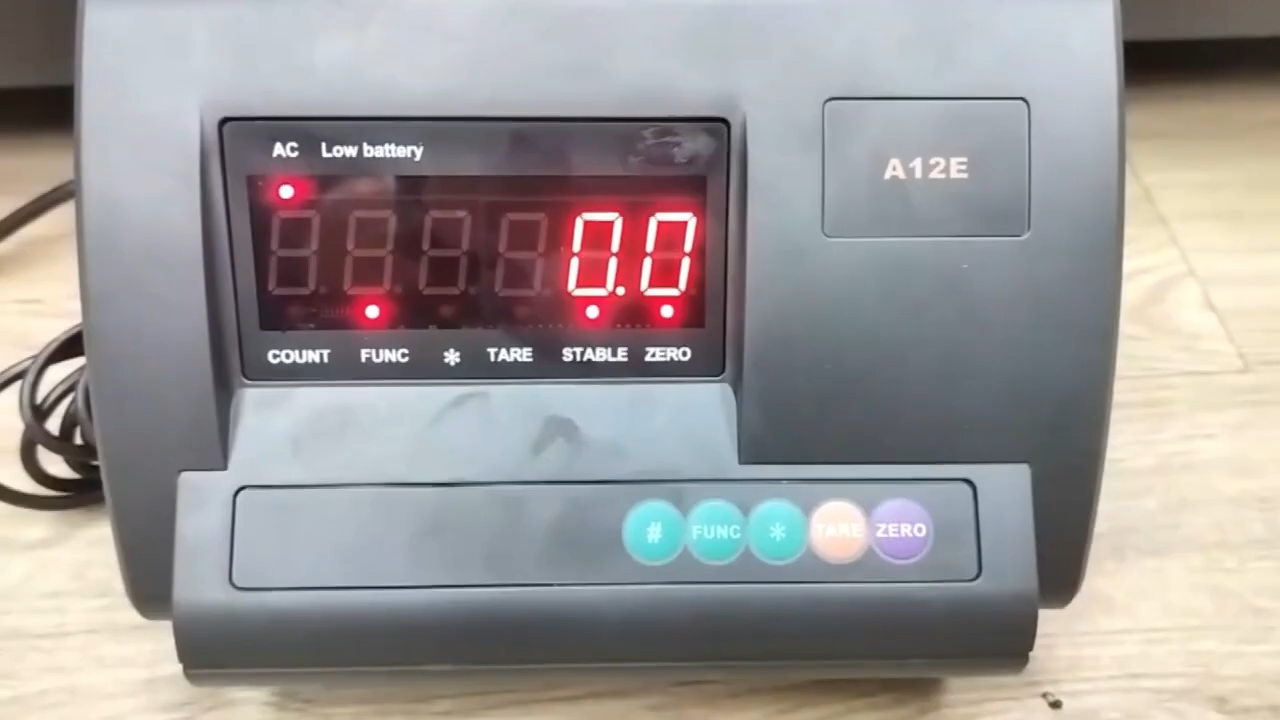 AC Low battery
A12E
0.0
COUNT FUNC * TARE STABLE ZERO
# FUNC * TARE ZERO